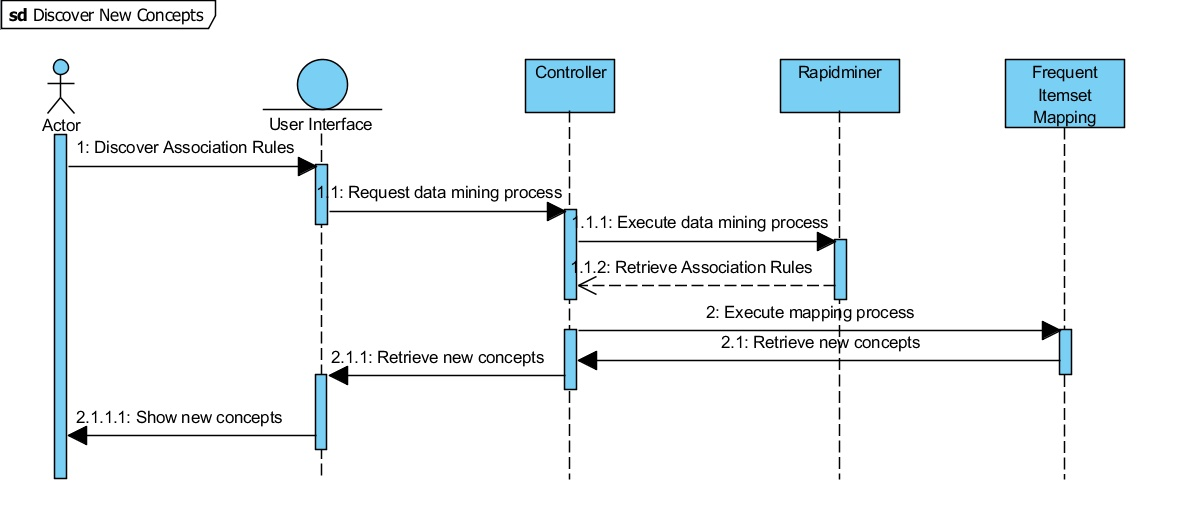 sd Discover New Concepts
Actor
User Interface
Controller
Rapidminer
Frequent
Itemset
Mapping
1: Discover Association Rules
1.1: Request data mining process
1.1.1: Execute data mining process
1.1.2: Retrieve Association Rules
2: Execute mapping process
2.1: Retrieve new concepts
2.1.1: Retrieve new concepts
2.1.1.1: Show new concepts